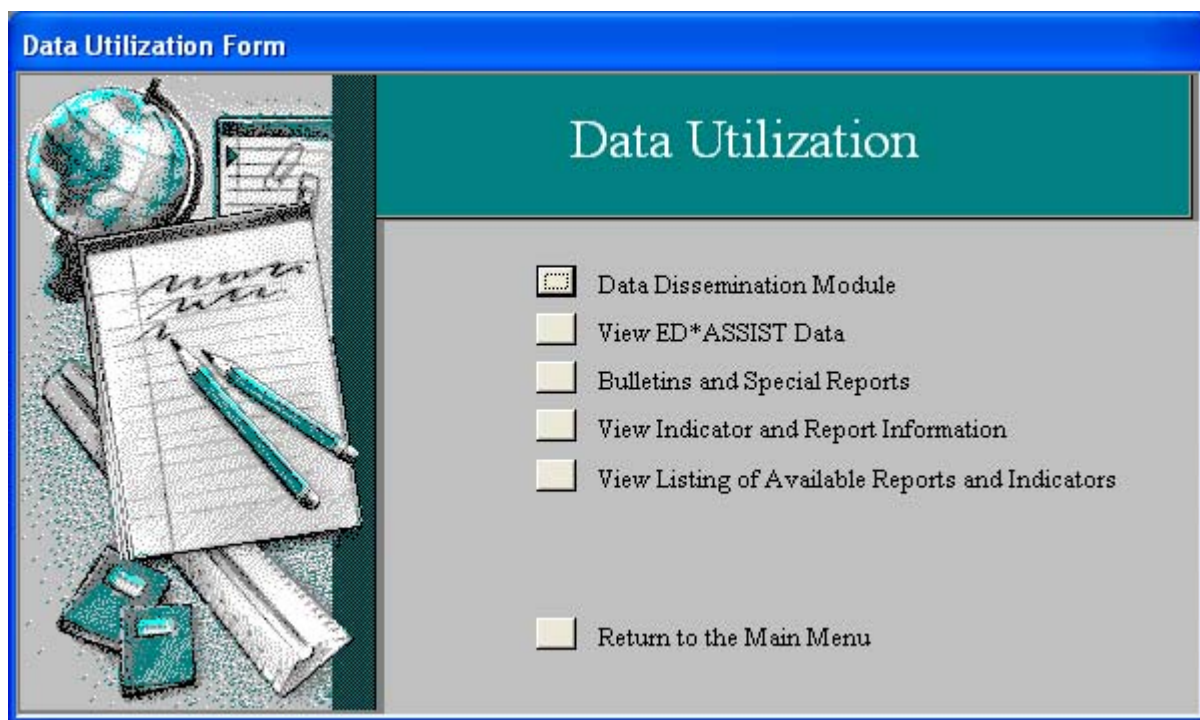 Data Utilization Form
Data Utilization
Data Dissemination Module
View ED*ASSIST Data
Bulletins and Special Reports
View Indicator and Report Information
View Listing of Available Reports and Indicators
Return to the Main Menu